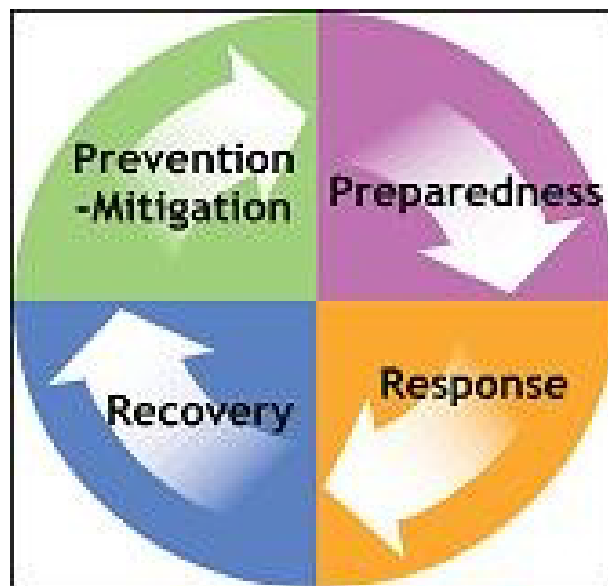 Prevention
-Mitigation
Preparedness
Response
Recovery